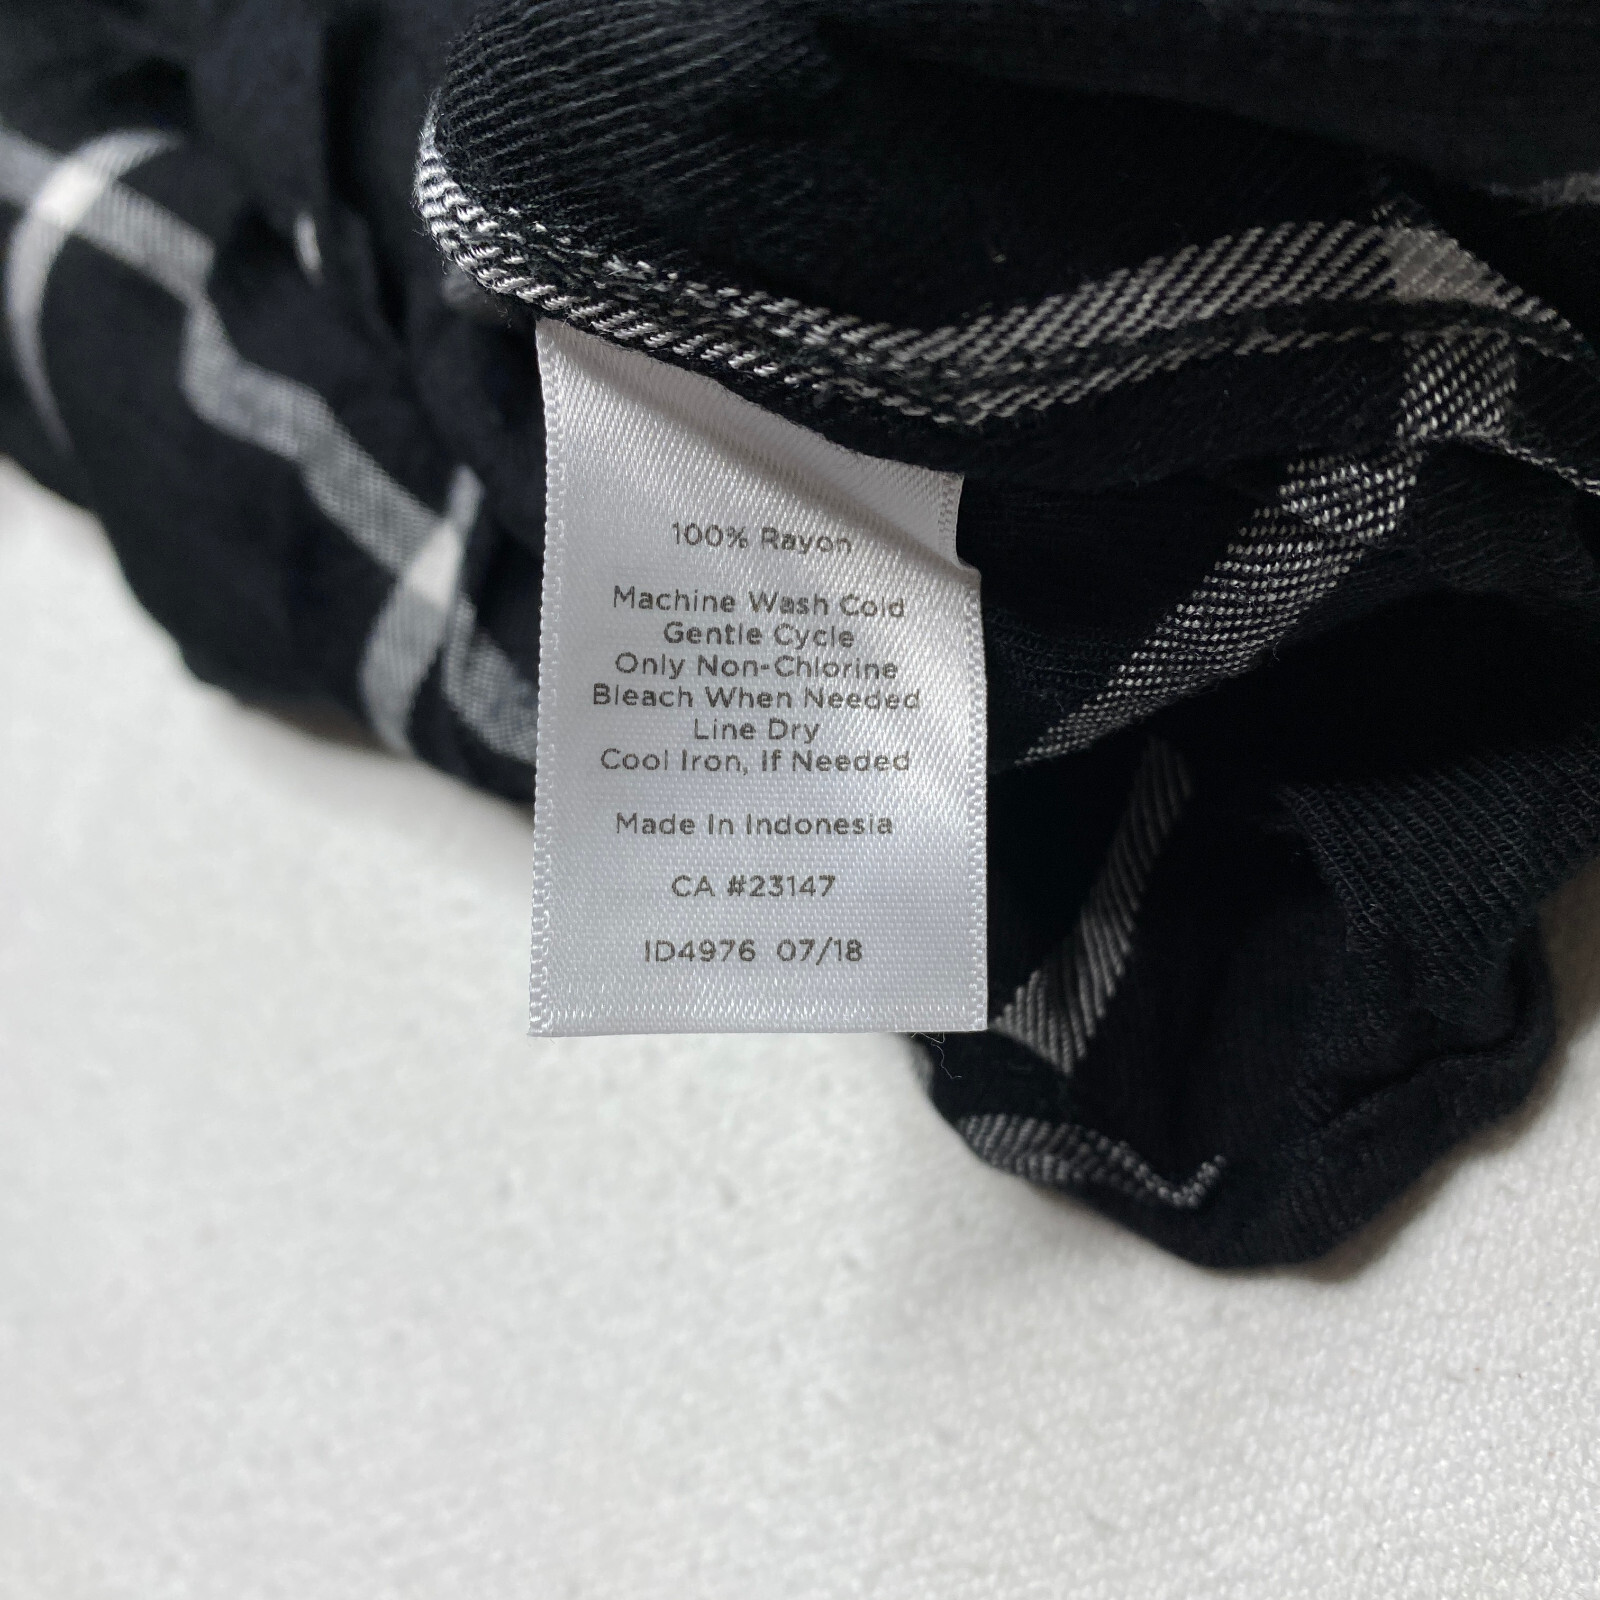 100% Rayon
Machine Wash Cold
Gentle Cycle
Only Non-Chlorine
Bleach When Needed
Line Dry
Cool Iron, If Needed
Made In Indonesia
CA #23147
ID4976 07/18